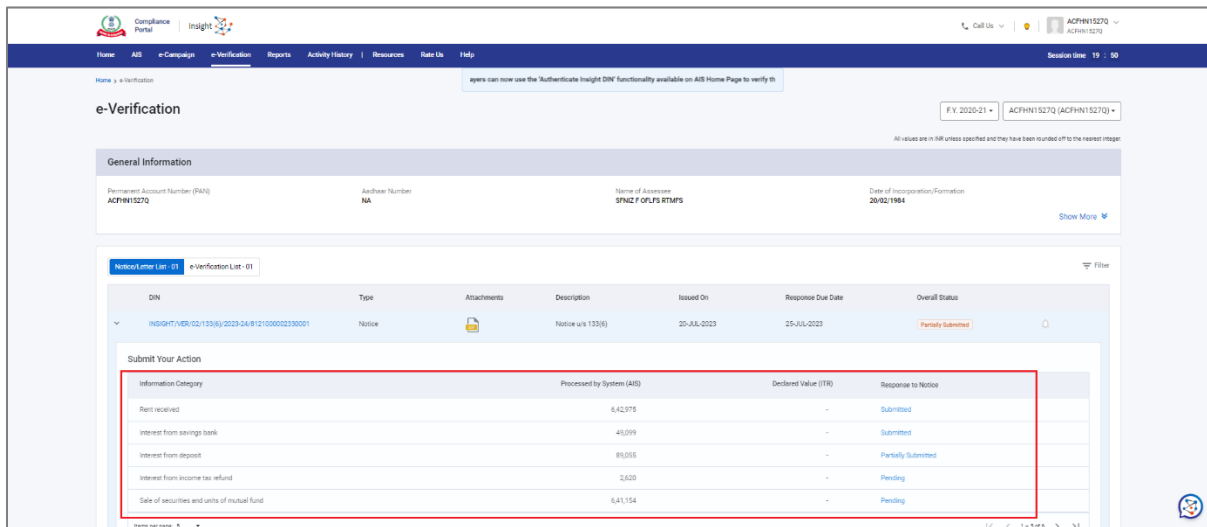 Compliance Portal Insight Call Us ACFHN1527Q
ACFHN1527Q
Home AIS e-Campaign e-Verification Reports Activity History | Resources Rate Us Help Session time 19 : 50
Home > e-Verification ayers can now use the 'Authenticate Insight DIN' functionality available on AIS Home Page to verify th
e-Verification F.Y. 2020-21 ACFHN1527Q (ACFHN1527Q)
All values are in INR unless specified and they have been rounded off to the nearest integer.
General Information
Permanent Account Number (PAN) Aadhaar Number Name of Assessee Date of Incorporation/Formation
ACFHN1527Q NA SFNIZ F OFLFS RTMFS 20/02/1984
Show More
Notice/Letter List - 01 e-Verification List - 01 Filter
DIN Type Attachments Description Issued On Response Due Date Overall Status
INSIGHT/VER/02/133(6)/2023-24/8121000002330001 Notice Notice u/s 133(6) 20-JUL-2023 25-JUL-2023 Partially Submitted
Submit Your Action
Information Category Processed by System (AIS) Declared Value (ITR) Response to Notice
Rent received 6,42,975 - Submitted
Interest from savings bank 49,099 - Submitted
Interest from deposit 89,055 - Partially Submitted
Interest from income tax refund 2,620 - Pending
Sale of securities and units of mutual fund 6,41,154 - Pending
Items per page 5